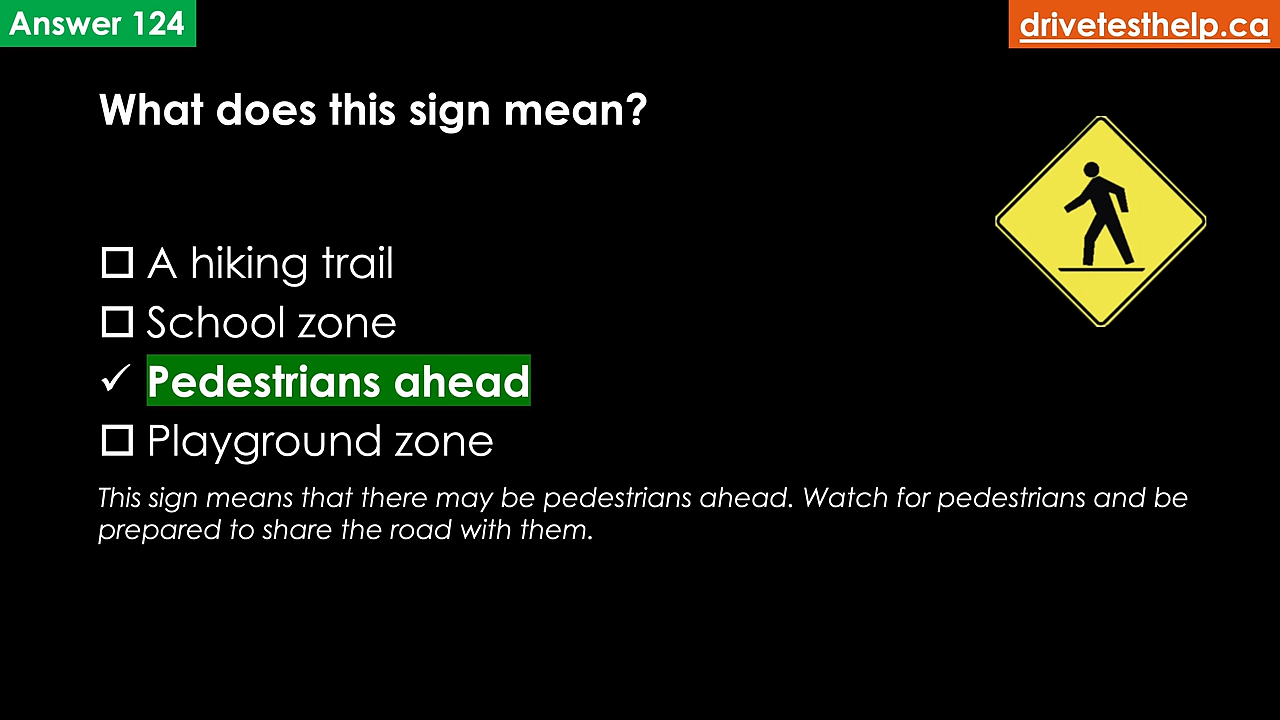 Answer 124
drivetesthelp.ca
What does this sign mean?
A hiking trail
School zone
Pedestrians ahead
Playground zone
This sign means that there may be pedestrians ahead. Watch for pedestrians and be
prepared to share the road with them.